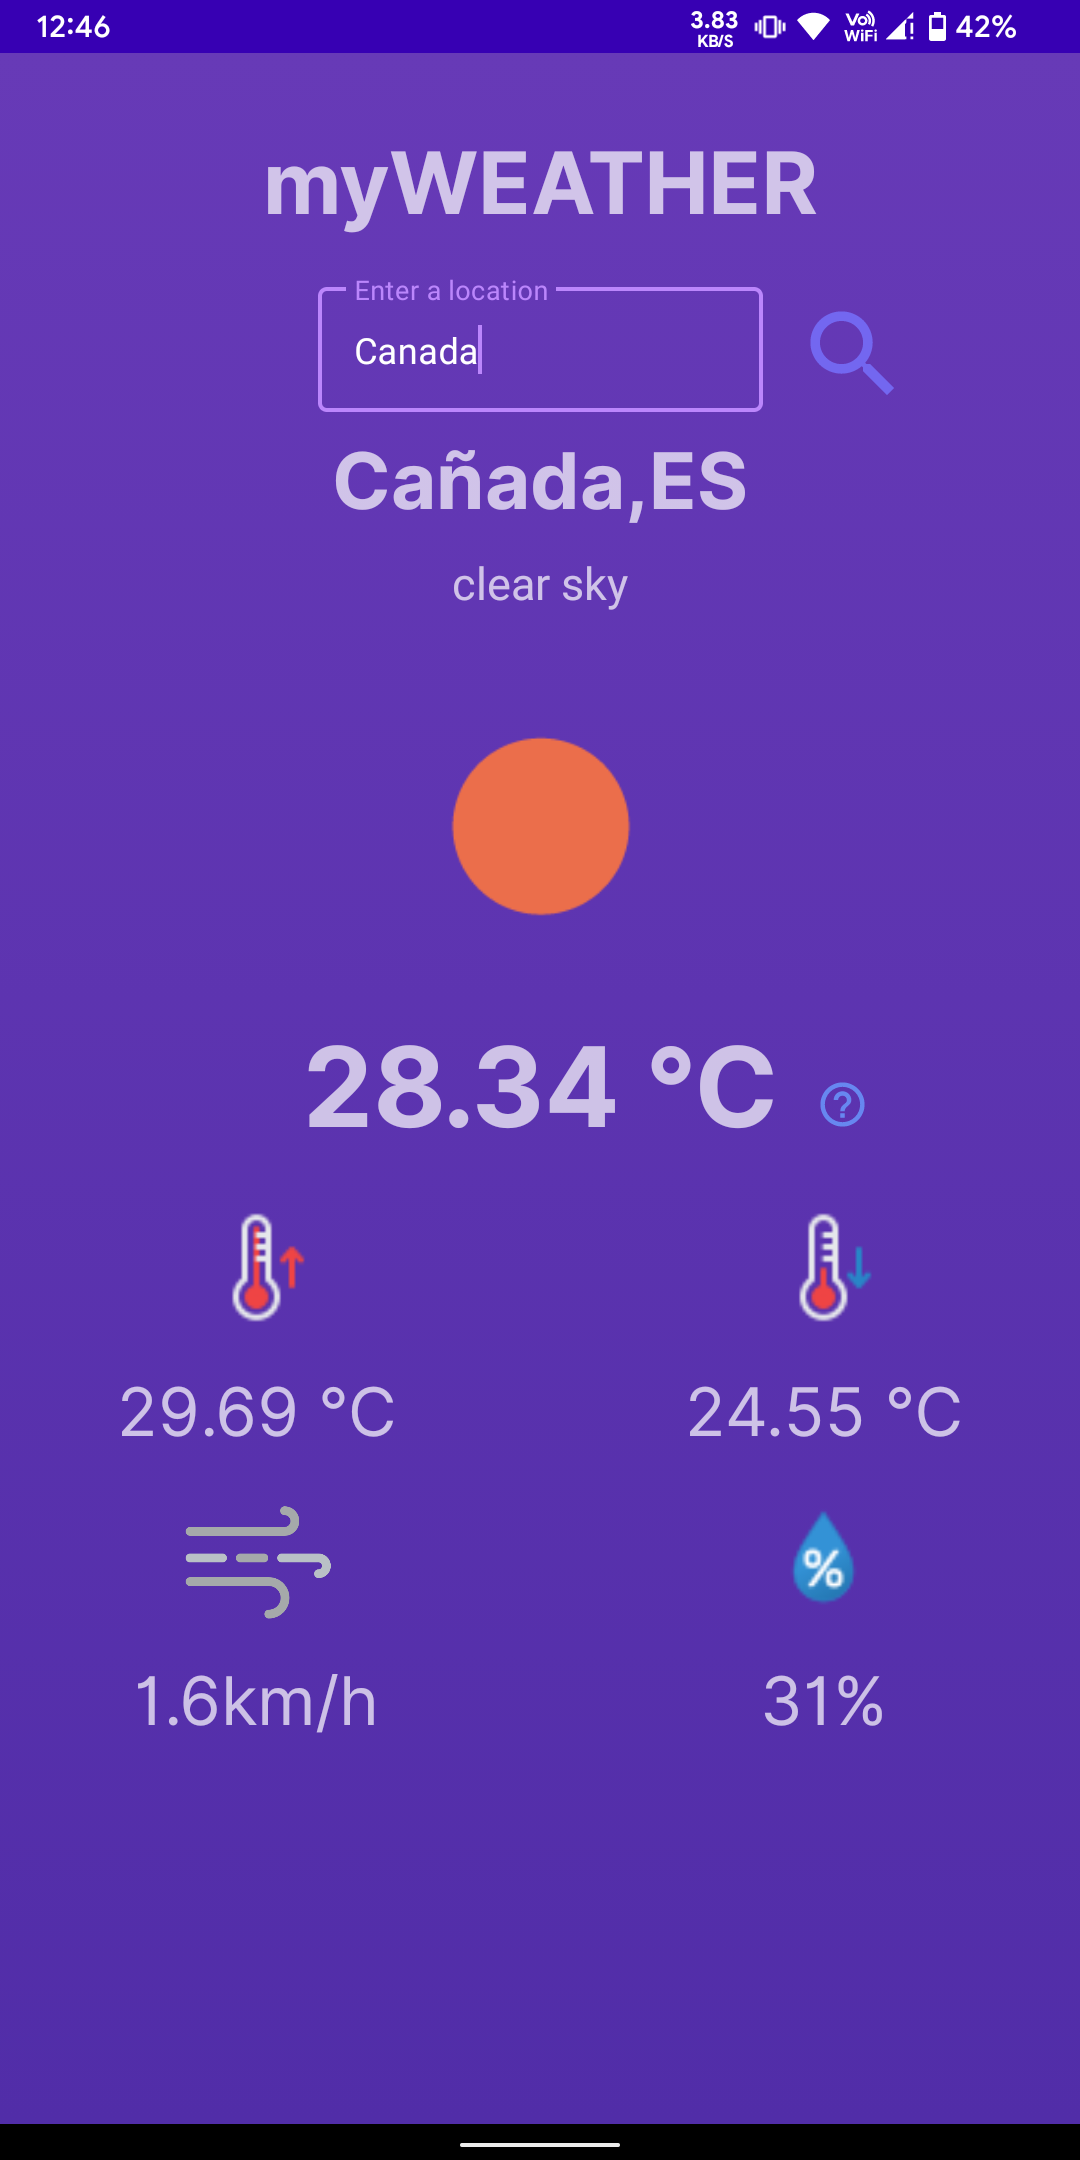 12:46 3.83 KB/S Vo WiFi 42%
myWEATHER
Enter a location
Canada
Cañada,ES
clear sky
28.34 °C ?
29.69 °C 24.55 °C
%
1.6km/h 31%